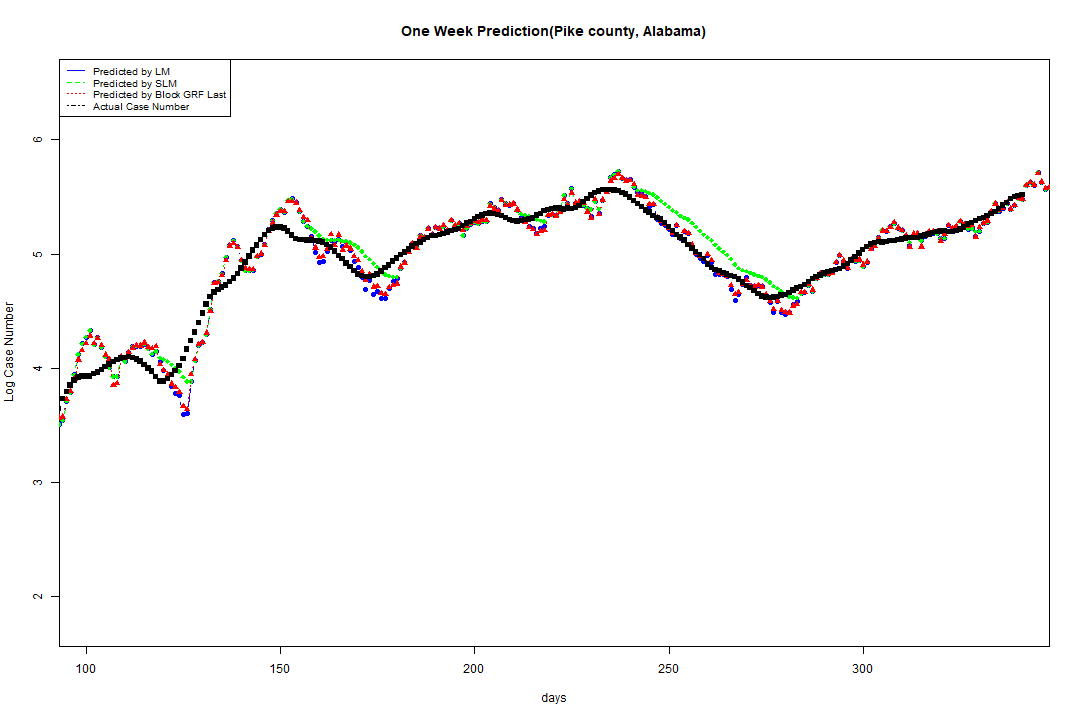 One Week Prediction(Pike county, Alabama)
Predicted by LM
Predicted by SLM
Predicted by Block GRF Last
Actual Case Number
6
5
4
3
2
Log Case Number
100 150 200 250 300
days